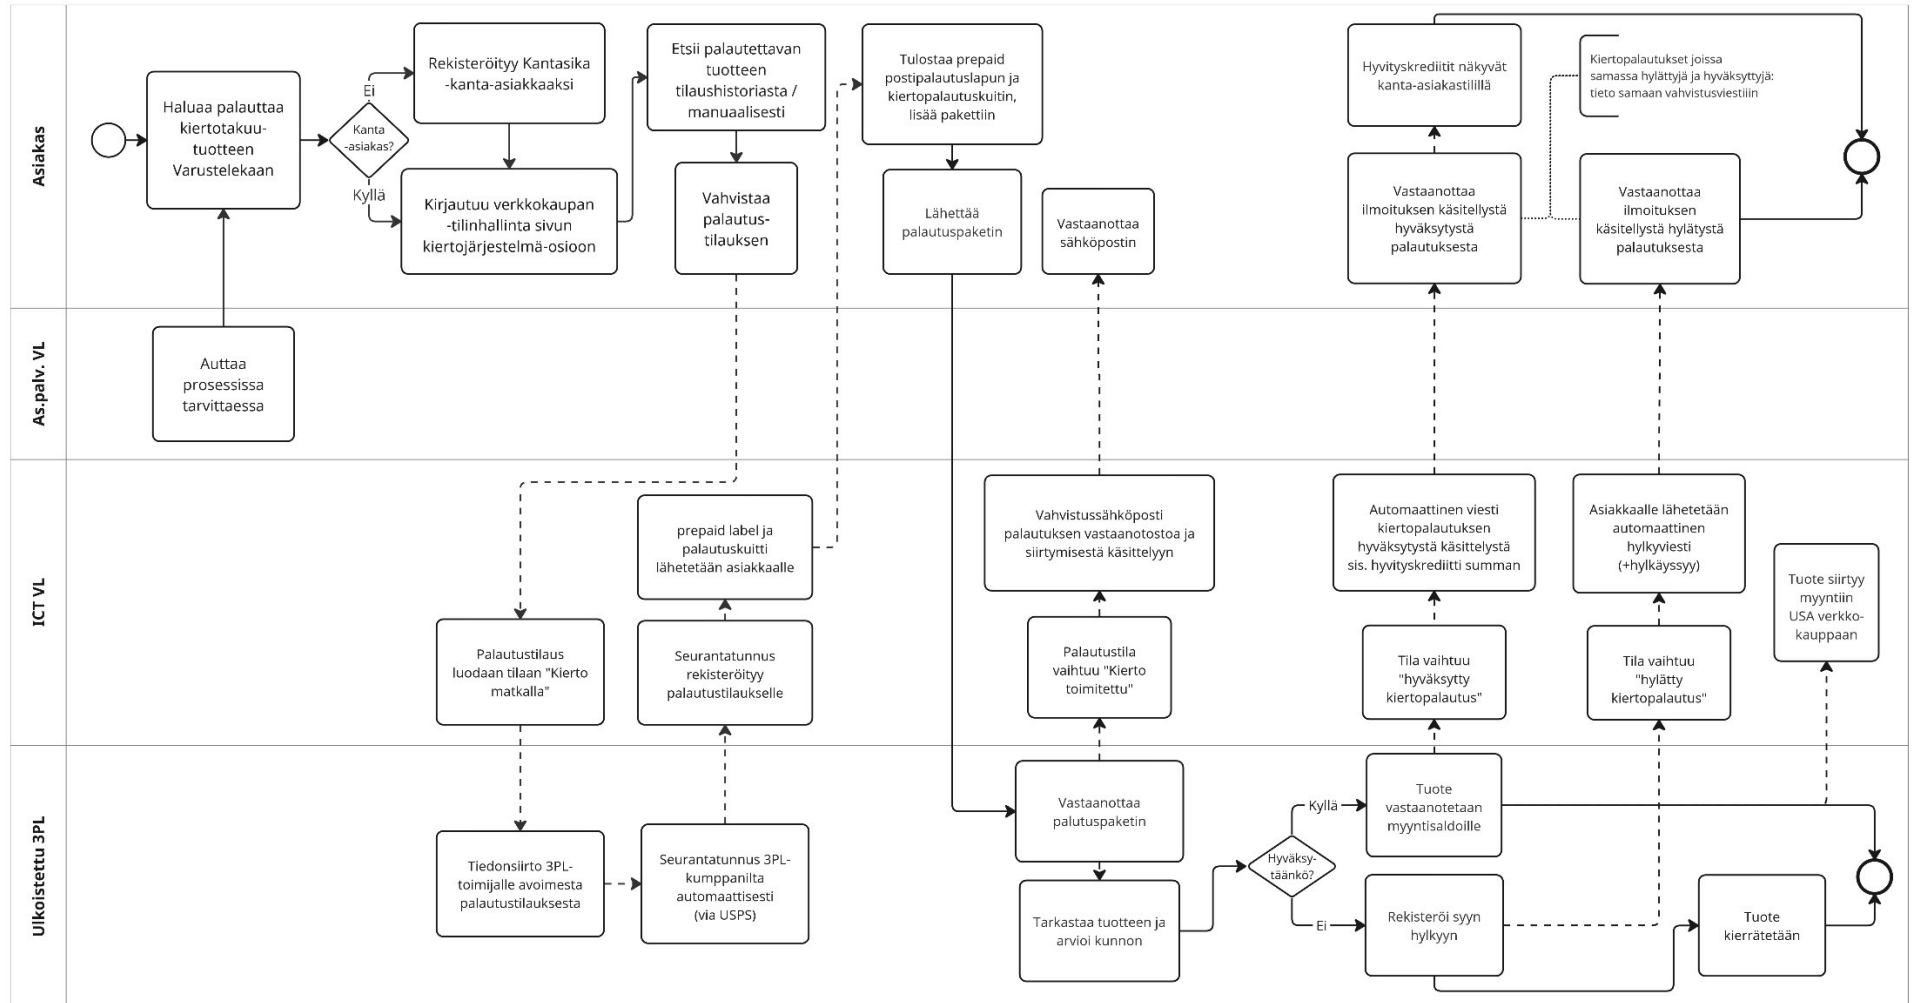 Asiakas
Haluaa palauttaa
kiertotakuu-
tuotteen
Varustelekaan
Kanta
-asiakas?
Ei
Kyllä
Rekisteröityy Kantasika
-kanta-asiakkaaksi
Kirjautuu verkkokaupan
-tilinhallinta sivun
kiertojärjestelmä-osioon
Etsii palautettavan
tuotteen
tilaushistoriasta /
manuaalisesti
Vahvistaa
palautus-
tilauksen
Tulostaa prepaid
postipalautuslapun ja
kiertopalautuskuitin,
lisää pakettiin
Lähettää
palautuspaketin
Vastaanottaa
sähköpostin
Hyvityskrediitit näkyvät
kanta-asiakastilillä
Vastaanottaa
ilmoituksen käsitellystä
hyväksytystä
palautuksesta
Kiertopalautukset joissa
samassa hylättyjä ja hyväksyttyjä:
tieto samaan vahvistusviestiiin
Vastaanottaa
ilmoituksen
käsitellystä hylätystä
palautuksesta
As.palv. VL
Auttaa
prosessissa
tarvittaessa
ICT VL
Palautustilaus
luodaan tilaan "Kierto
matkalla"
prepaid label ja
palautuskuitti
lähetetään asiakkaalle
Seurantatunnus
rekisteröityy
palautustilaukselle
Vahvistussähköposti
palautuksen vastaanotostoa ja
siirtymisestä käsittelyyn
Palautustila
vaihtuu "Kierto
toimitettu"
Automaattinen viesti
kiertopalautuksen
hyväksytystä käsittelystä
sis. hyvityskrediitti summan
Tila vaihtuu
"hyväksytty
kiertopalautus"
Asiakkaalle lähetetään
automaattinen
hylkyviesti
(+hylkäyssyy)
Tila vaihtuu
"hylätty
kiertopalautus"
Tuote siirtyy
myyntiin
USA verkko-
kauppaan
Ulkoistettu 3PL
Tiedonsiirto 3PL-
toimijalle avoimesta
palautustilauksesta
Seurantatunnus 3PL-
kumppanilta
automaattisesti
(via USPS)
Vastaanottaa
palutuspaketin
Tarkastaa tuotteen ja
arvioi kunnon
Hyväksy-
täänkö?
Kyllä
Ei
Tuote
vastaanotetaan
myyntisaldoille
Rekisteröi syyn
hylkyyn
Tuote
kierrätetään